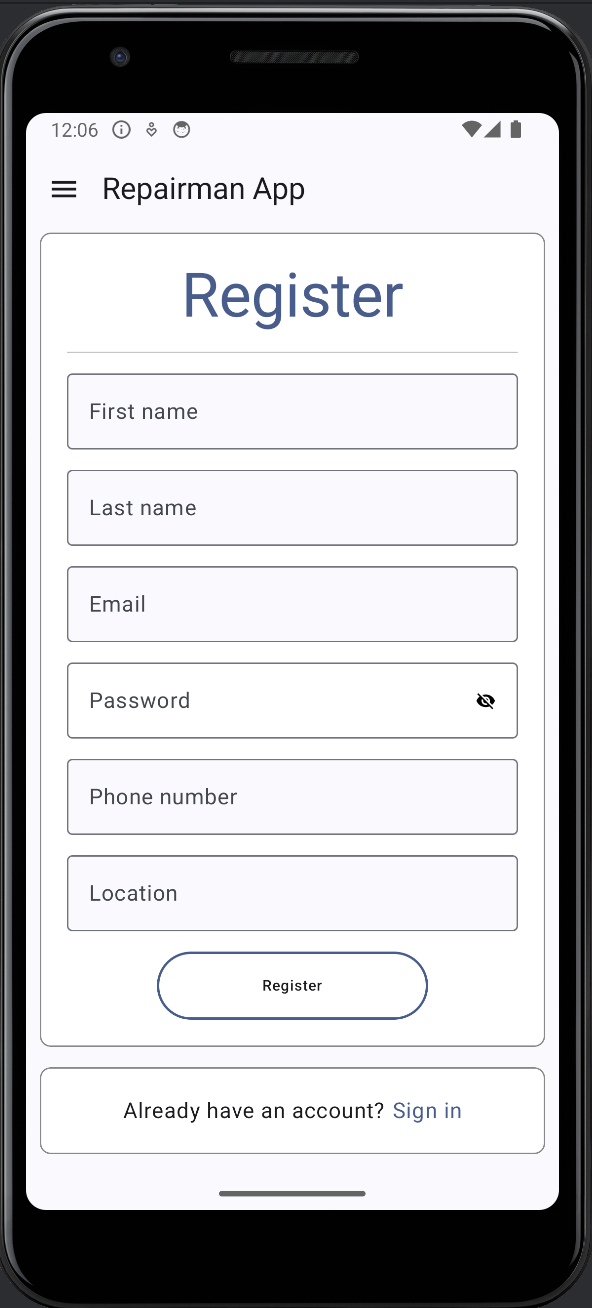 12:06
Repairman App
Register
First name
Last name
Email
Password
Phone number
Location
Register
Already have an account? Sign in